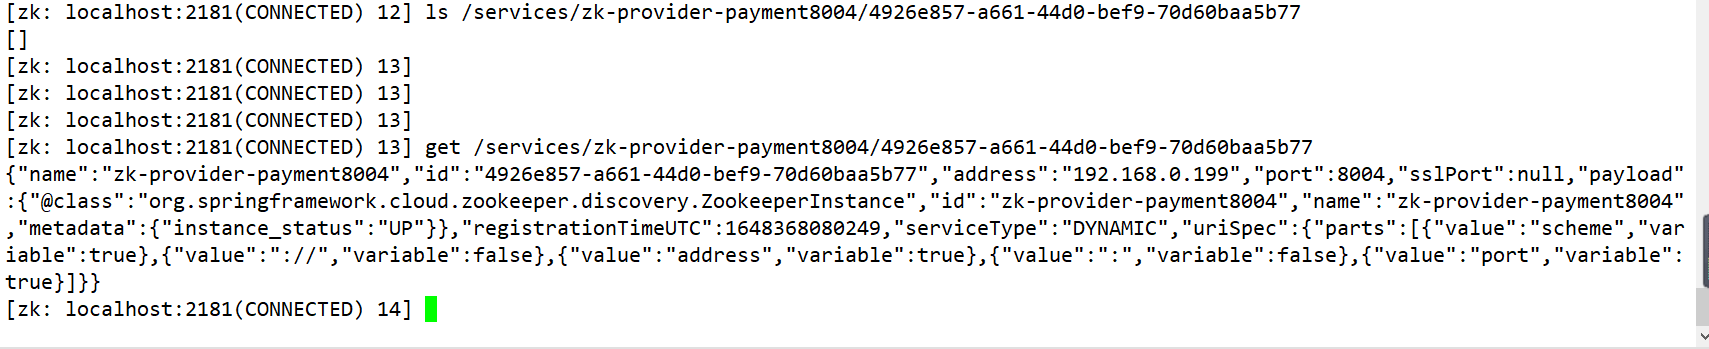 [zk: localhost:2181(CONNECTED) 12] ls /services/zk-provider-payment8004/4926e857-a661-44d0-bef9-70d60baa5b77
[]
[zk: localhost:2181(CONNECTED) 13]
[zk: localhost:2181(CONNECTED) 13]
[zk: localhost:2181(CONNECTED) 13]
[zk: localhost:2181(CONNECTED) 13] get /services/zk-provider-payment8004/4926e857-a661-44d0-bef9-70d60baa5b77
{"name":"zk-provider-payment8004","id":"4926e857-a661-44d0-bef9-70d60baa5b77","address":"192.168.0.199","port":8004,"sslPort":null,"payload"
:{"@class":"org.springframework.cloud.zookeeper.discovery.ZookeeperInstance","id":"zk-provider-payment8004","name":"zk-provider-payment8004"
,"metadata":{"instance_status":"UP"}},"registrationTimeUTC":1648368080249,"serviceType":"DYNAMIC","uriSpec":{"parts":[{"value":"scheme","var
iable":true},{"value":"://","variable":false},{"value":"address","variable":true},{"value":":","variable":false},{"value":"port","variable":
true}]}}
[zk: localhost:2181(CONNECTED) 14]